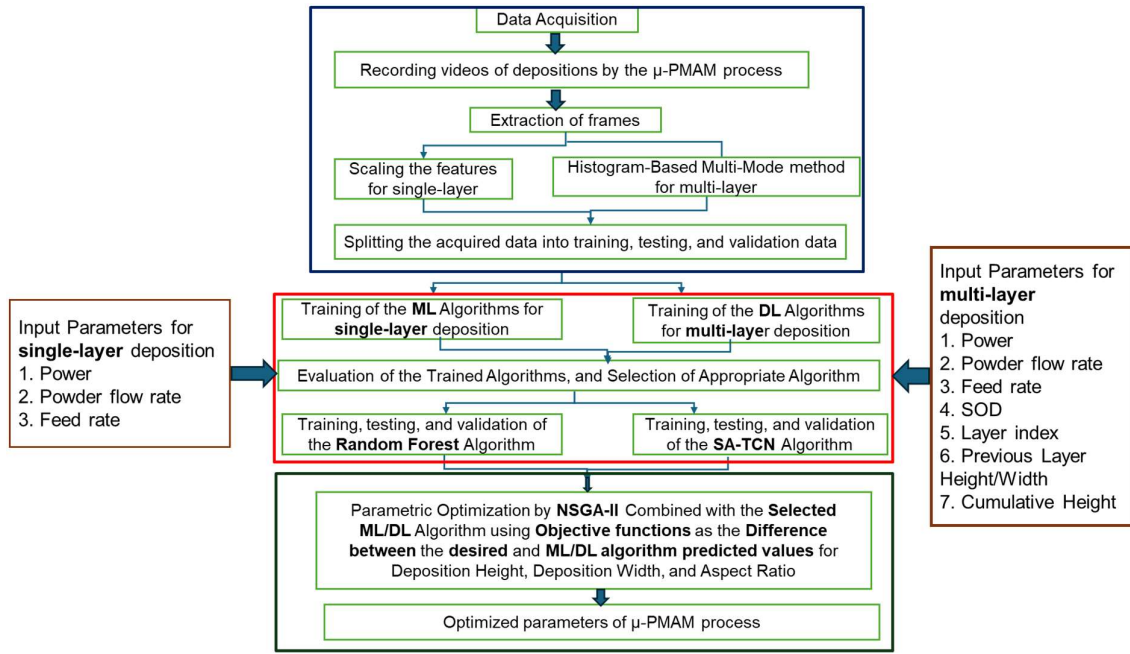 Data Acquisition
Recording videos of depositions by the µ-PMAM process
Extraction of frames
Scaling the features
for single-layer
Histogram-Based Multi-Mode method
for multi-layer
Splitting the acquired data into training, testing, and validation data
Input Parameters for
single-layer deposition
1. Power
2. Powder flow rate
3. Feed rate
Training of the ML Algorithms for
single-layer deposition
Training of the DL Algorithms
for multi-layer deposition
Evaluation of the Trained Algorithms, and Selection of Appropriate Algorithm
Training, testing, and validation of
the Random Forest Algorithm
Training, testing, and validation
of the SA-TCN Algorithm
Input Parameters for
multi-layer
deposition
1. Power
2. Powder flow rate
3. Feed rate
4. SOD
5. Layer index
6. Previous Layer
Height/Width
7. Cumulative Height
Parametric Optimization by NSGA-II Combined with the Selected
ML/DL Algorithm using Objective functions as the Difference
between the desired and ML/DL algorithm predicted values for
Deposition Height, Deposition Width, and Aspect Ratio
Optimized parameters of µ-PMAM process